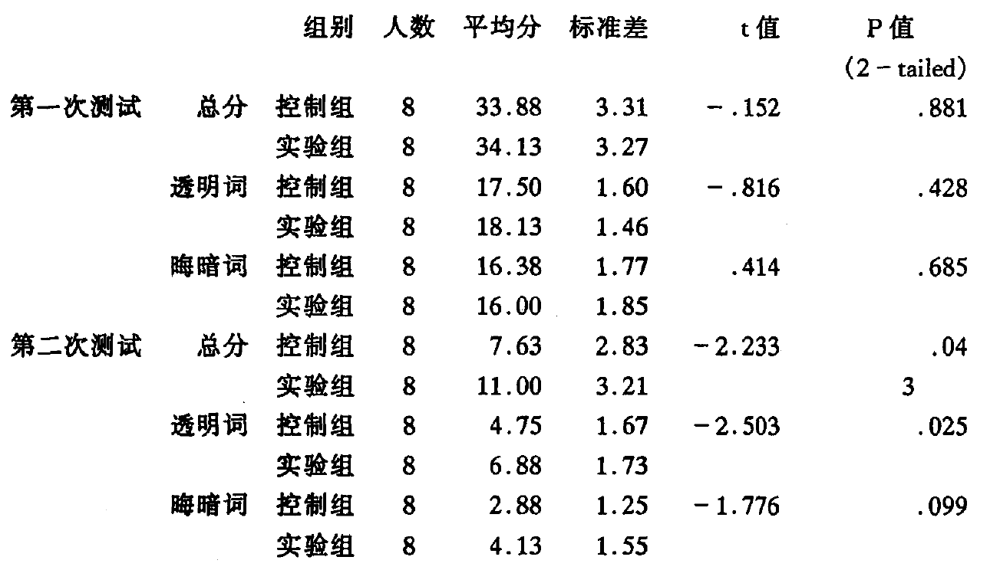 组别 人数 平均分 标准差 t值 P值
(2-tailed)
第一次测试 总分 控制组 8 33.88 3.31 -.152 .881
实验组 8 34.13 3.27
透明词 控制组 8 17.50 1.60 -.816 .428
实验组 8 18.13 1.46
晦暗词 控制组 8 16.38 1.77 .414 .685
实验组 8 16.00 1.85
第二次测试 总分 控制组 8 7.63 2.83 -2.233 .04
实验组 8 11.00 3.21 3
透明词 控制组 8 4.75 1.67 -2.503 .025
实验组 8 6.88 1.73
晦暗词 控制组 8 2.88 1.25 -1.776 .099
实验组 8 4.13 1.55